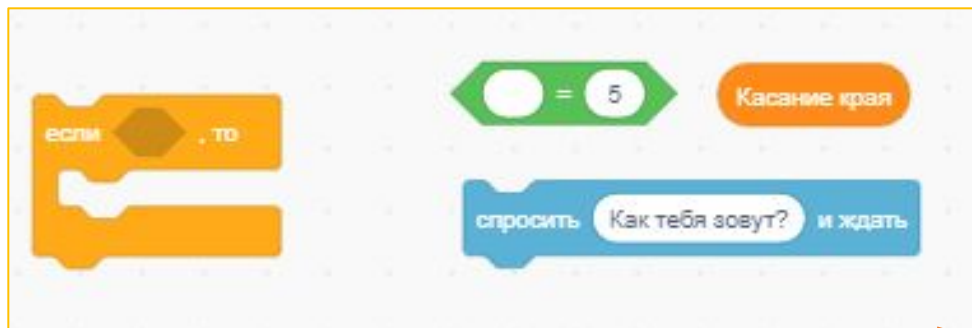 = 5
Касание края
если , то
спросить Как тебя зовут? и ждать